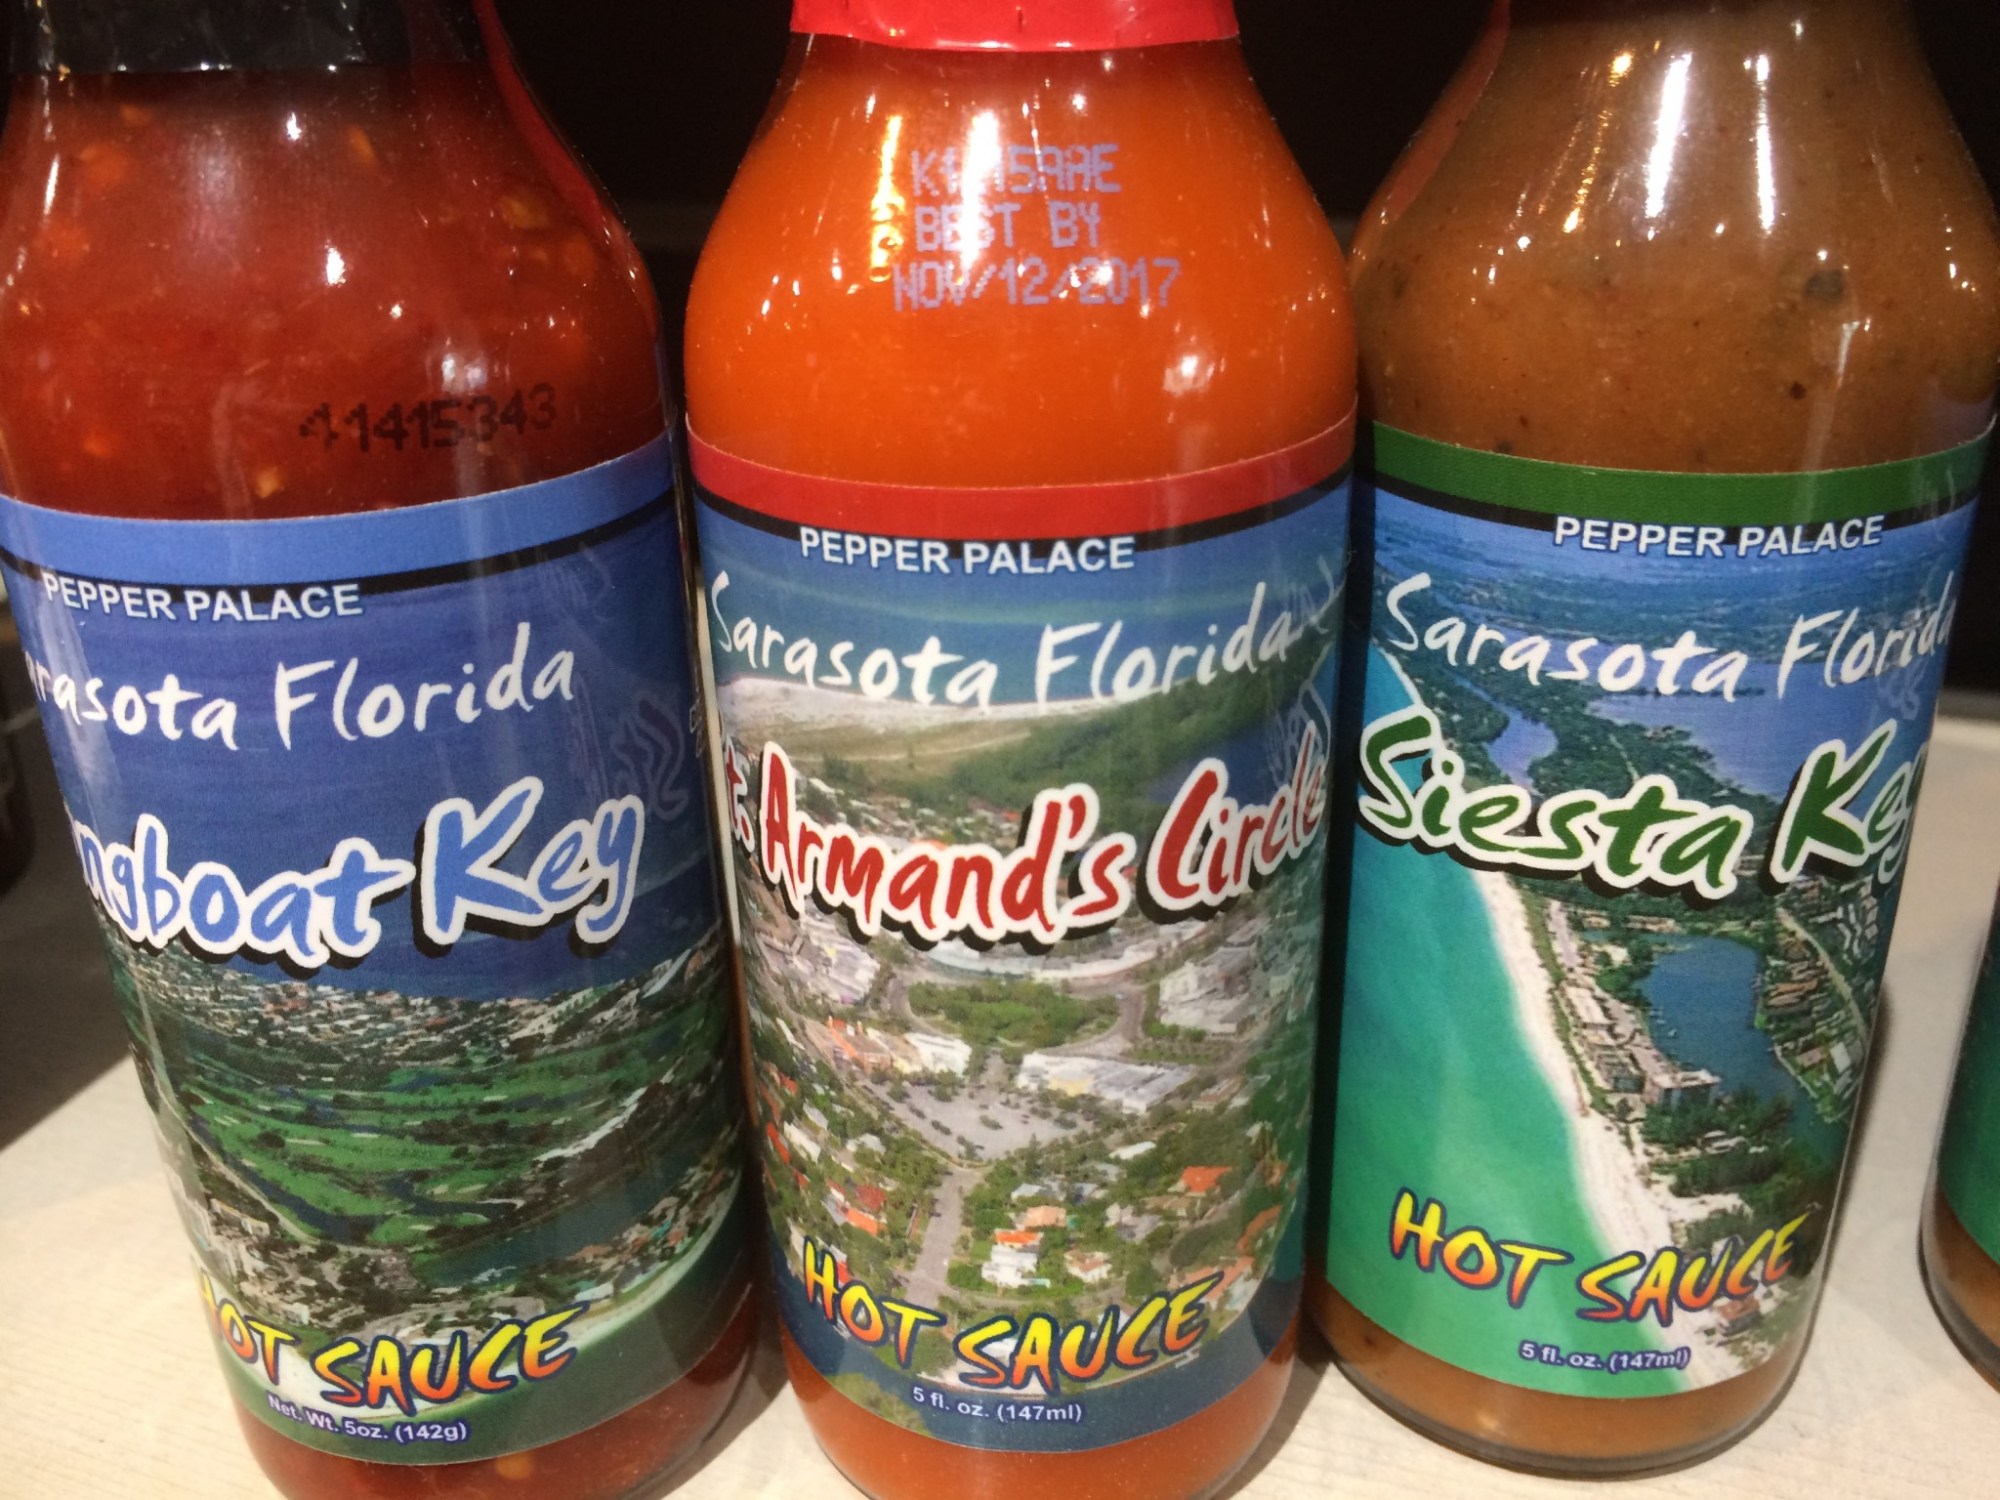 41415343
PEPPER PALACE
arasota Florida
ngboat Key
HOT SAUCE
Net. Wt. 5oz. (142g)
BEST BY
NOV/12/2017
PEPPER PALACE
Sarasota Florida
t. Armand's Circle
HOT SAUCE
5 fl. oz. (147ml)
PEPPER PALACE
Sarasota Florida
Siesta Key
HOT SAUCE
5 fl. oz. (147ml)